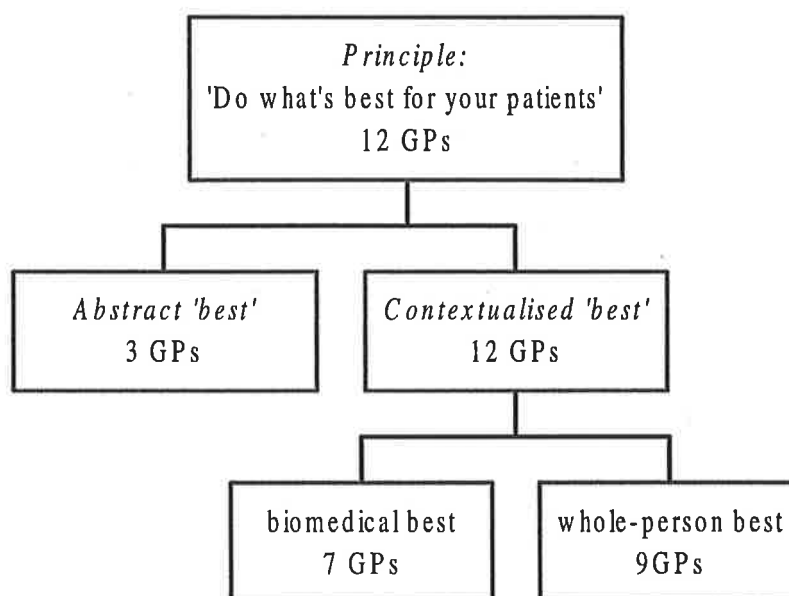 Principle:
'Do what's best for your patients'
12 GPs
Abstract 'best'
3 GPs
Contextualised 'best'
12 GPs
biomedical best
7 GPs
whole-person best
9GPs